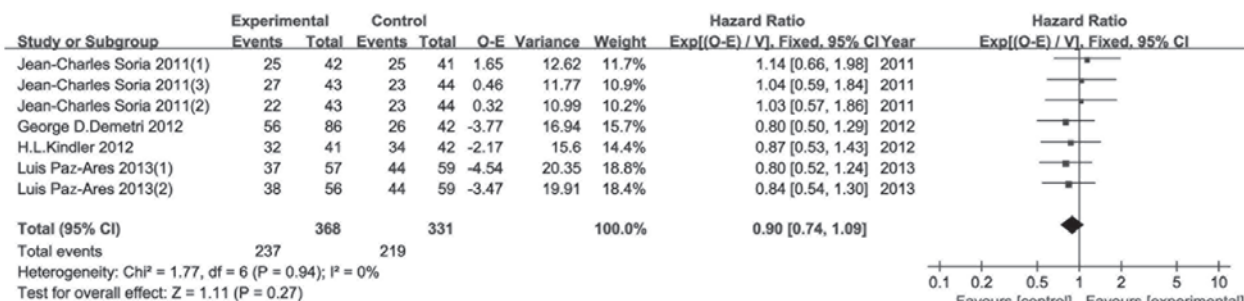 Experimental Control Hazard Ratio Hazard Ratio
Study or Subgroup Events Total Events Total O-E Variance Weight Exp[(O-E) / V], Fixed, 95% CI Year Exp[(O-E) / V], Fixed, 95% CI
Jean-Charles Soria 2011(1) 25 42 25 41 1.65 12.62 11.7% 1.14 [0.66, 1.98] 2011
Jean-Charles Soria 2011(3) 27 43 23 44 0.46 11.77 10.9% 1.04 [0.59, 1.84] 2011
Jean-Charles Soria 2011(2) 22 43 23 44 0.32 10.99 10.2% 1.03 [0.57, 1.86] 2011
George D.Demetri 2012 56 86 26 42 -3.77 16.94 15.7% 0.80 [0.50, 1.29] 2012
H.L.Kindler 2012 32 41 34 42 -2.17 15.6 14.4% 0.87 [0.53, 1.43] 2012
Luis Paz-Ares 2013(1) 37 57 44 59 -4.54 20.35 18.8% 0.80 [0.52, 1.24] 2013
Luis Paz-Ares 2013(2) 38 56 44 59 -3.47 19.91 18.4% 0.84 [0.54, 1.30] 2013
Total (95% CI) 368 331 100.0% 0.90 [0.74, 1.09]
Total events 237 219
Heterogeneity: Chi² = 1.77, df = 6 (P = 0.94); I² = 0%
Test for overall effect: Z = 1.11 (P = 0.27)
0.1 0.2 0.5 1 2 5 10
Favours [control] Favours [experimental]